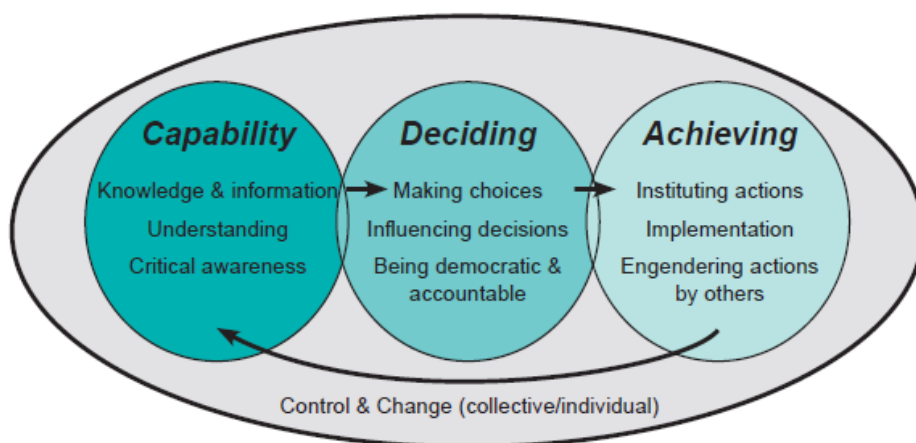 Capability
Knowledge & information
Understanding
Critical awareness
Deciding
Making choices
Influencing decisions
Being democratic &
accountable
Achieving
Instituting actions
Implementation
Engendering actions
by others
Control & Change (collective/individual)